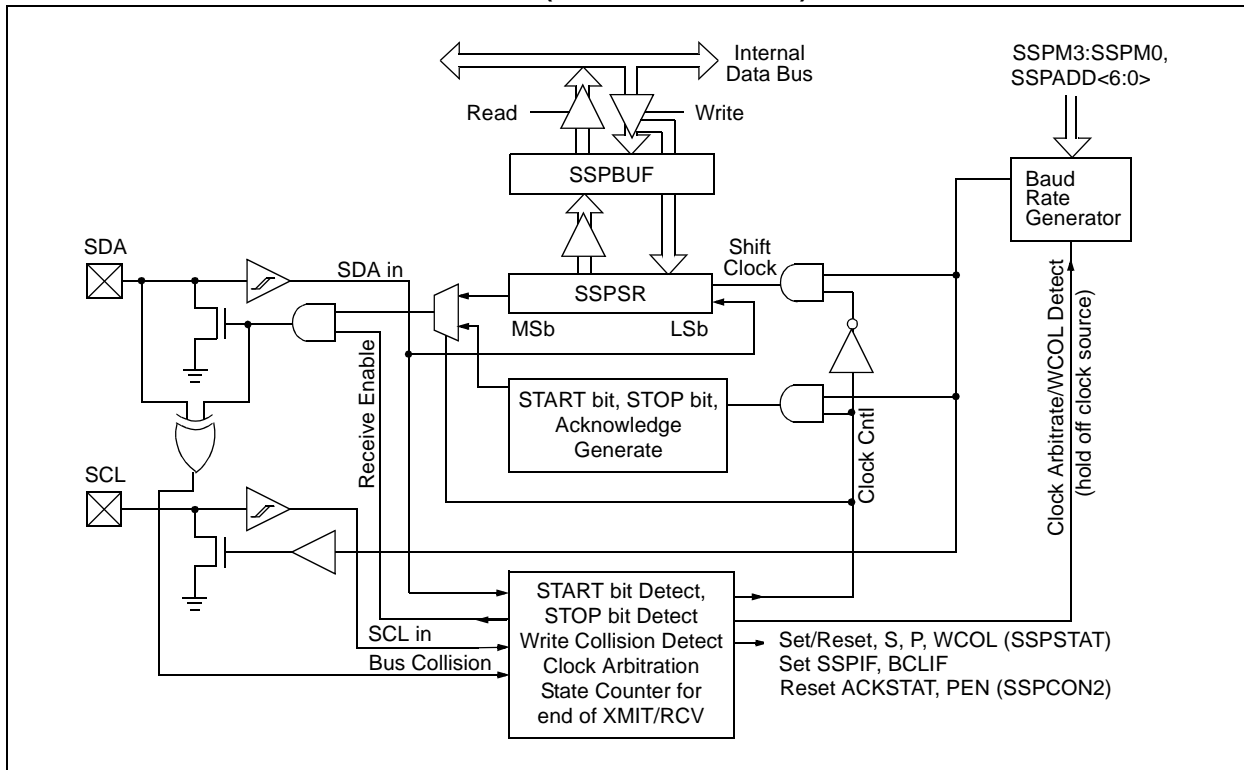 Internal
Data Bus
SSPM3:SSPM0,
SSPADD<6:0>
Read
Write
SSPBUF
Baud
Rate
Generator
SDA
SDA in
Shift
Clock
SSPSR
MSb
LSb
START bit, STOP bit,
Acknowledge
Generate
Receive Enable
Clock Cntl
Clock Arbitrate/WCOL Detect
(hold off clock source)
SCL
START bit Detect,
STOP bit Detect
Write Collision Detect
Clock Arbitration
State Counter for
end of XMIT/RCV
SCL in
Bus Collision
Set/Reset, S, P, WCOL (SSPSTAT)
Set SSPIF, BCLIF
Reset ACKSTAT, PEN (SSPCON2)